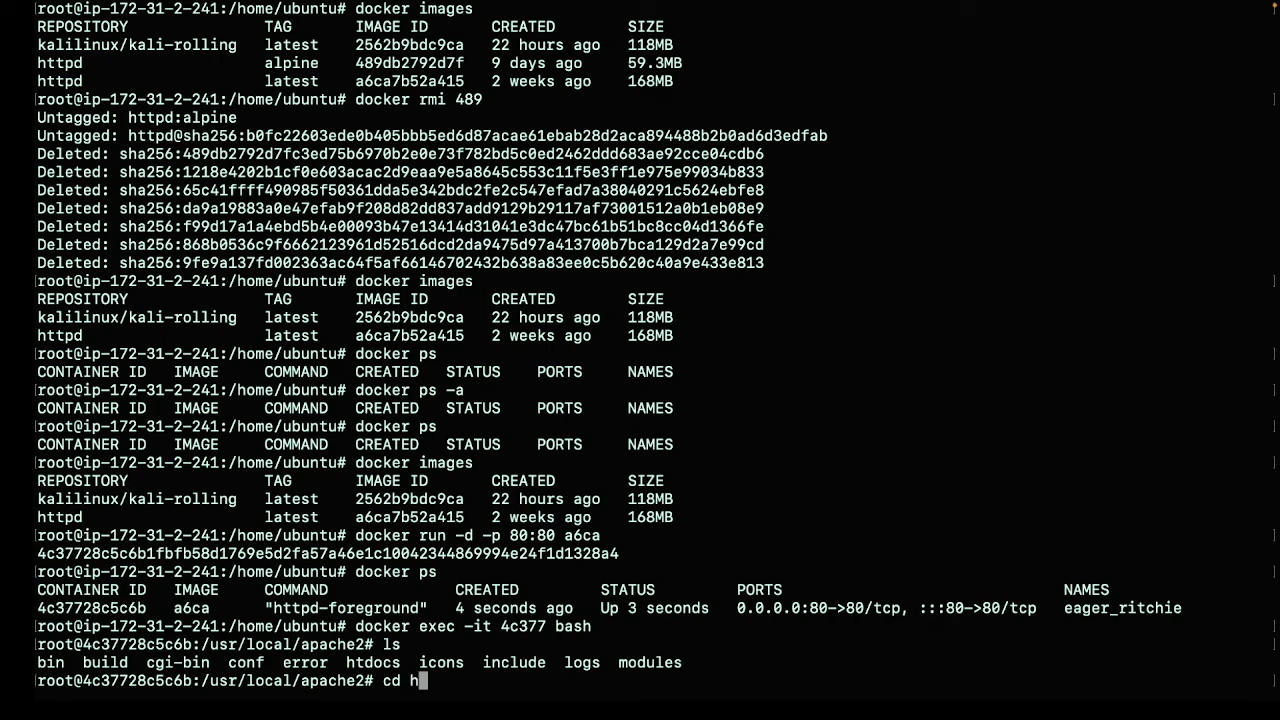 root@ip-172-31-2-241:/home/ubuntu# docker images
REPOSITORY TAG IMAGE ID CREATED SIZE
kalilinux/kali-rolling latest 2562b9bdc9ca 22 hours ago 118MB
httpd alpine 489db2792d7f 9 days ago 59.3MB
httpd latest a6ca7b52a415 2 weeks ago 168MB
root@ip-172-31-2-241:/home/ubuntu# docker rmi 489
Untagged: httpd:alpine
Untagged: httpd@sha256:b0fc22603ede0b405bbb5ed6d87acae61ebab28d2aca894488b2b0ad6d3edfab
Deleted: sha256:489db2792d7fc3ed75b6970b2e0e73f782bd5c0ed2462ddd683ae92cce04cdb6
Deleted: sha256:1218e4202b1cf0e603acac2d9eaa9e5a8645c553c11f5e3ff1e975e99034b833
Deleted: sha256:65c41ffff490985f50361dda5e342bdc2fe2c547efad7a38040291c5624ebfe8
Deleted: sha256:da9a19883a0e47efab9f208d82dd837add9129b29117af73001512a0b1eb08e9
Deleted: sha256:f99d17a1a4ebd5b4e00093b47e13414d31041e3dc47bc61b51bc8cc04d1366fe
Deleted: sha256:868b0536c9f6662123961d52516dcd2da9475d97a413700b7bca129d2a7e99cd
Deleted: sha256:9fe9a137fd002363ac64f5af66146702432b638a83ee0c5b620c40a9e433e813
root@ip-172-31-2-241:/home/ubuntu# docker images
REPOSITORY TAG IMAGE ID CREATED SIZE
kalilinux/kali-rolling latest 2562b9bdc9ca 22 hours ago 118MB
httpd latest a6ca7b52a415 2 weeks ago 168MB
root@ip-172-31-2-241:/home/ubuntu# docker ps
CONTAINER ID IMAGE COMMAND CREATED STATUS PORTS NAMES
root@ip-172-31-2-241:/home/ubuntu# docker ps -a
CONTAINER ID IMAGE COMMAND CREATED STATUS PORTS NAMES
root@ip-172-31-2-241:/home/ubuntu# docker ps
CONTAINER ID IMAGE COMMAND CREATED STATUS PORTS NAMES
root@ip-172-31-2-241:/home/ubuntu# docker images
REPOSITORY TAG IMAGE ID CREATED SIZE
kalilinux/kali-rolling latest 2562b9bdc9ca 22 hours ago 118MB
httpd latest a6ca7b52a415 2 weeks ago 168MB
root@ip-172-31-2-241:/home/ubuntu# docker run -d -p 80:80 a6ca
4c37728c5c6b1fbfb58d1769e5d2fa57a46e1c10042344869994e24f1d1328a4
root@ip-172-31-2-241:/home/ubuntu# docker ps
CONTAINER ID IMAGE COMMAND CREATED STATUS PORTS NAMES
4c37728c5c6b a6ca "httpd-foreground" 4 seconds ago Up 3 seconds 0.0.0.0:80->80/tcp, :::80->80/tcp eager_ritchie
root@ip-172-31-2-241:/home/ubuntu# docker exec -it 4c377 bash
root@4c37728c5c6b:/usr/local/apache2# ls
bin build cgi-bin conf error htdocs icons include logs modules
root@4c37728c5c6b:/usr/local/apache2# cd h